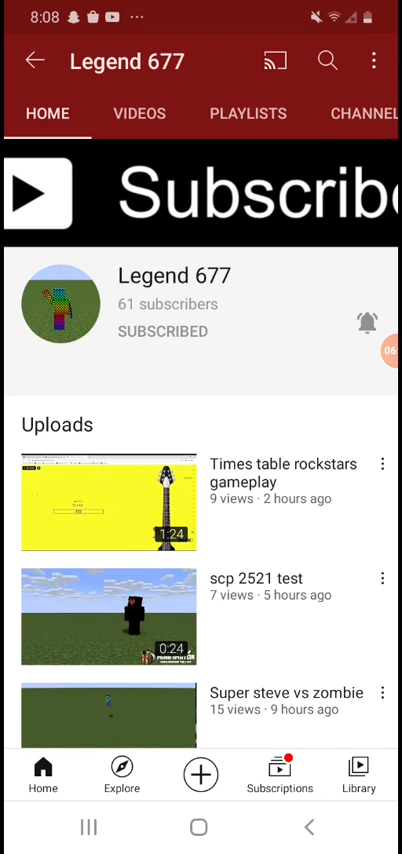 8:08
Legend 677
HOME VIDEOS PLAYLISTS CHANNEL
Subscrib
Legend 677
61 subscribers
SUBSCRIBED
06
Uploads
Times table rockstars
gameplay
9 views · 2 hours ago
1:24
scp 2521 test
7 views · 5 hours ago
0:24
Super steve vs zombie
15 views · 9 hours ago
Home Explore Subscriptions Library